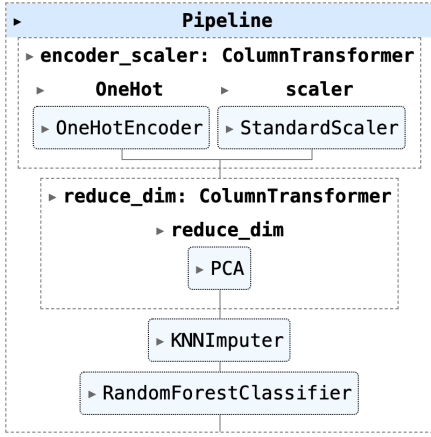 ▸ Pipeline
▸ encoder_scaler: ColumnTransformer
▸ OneHot ▸ scaler
▸ OneHotEncoder ▸ StandardScaler
▸ reduce_dim: ColumnTransformer
▸ reduce_dim
▸ PCA
▸ KNNImputer
▸ RandomForestClassifier